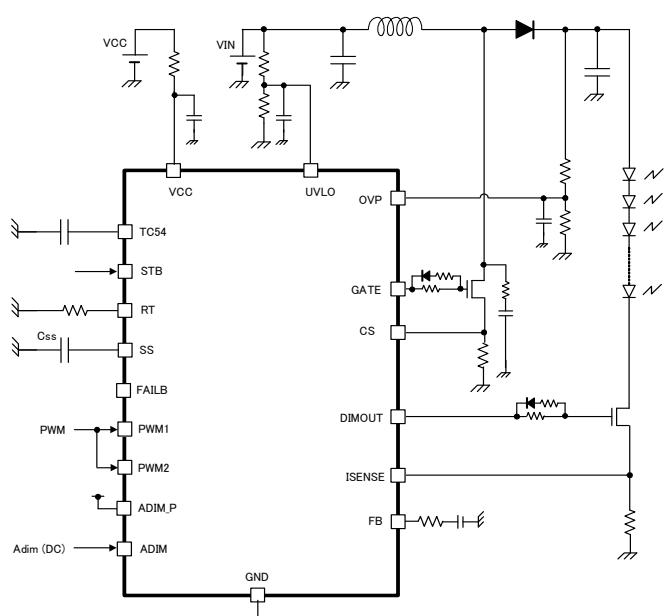 VCC
VIN
VCC
UVLO
OVP
TC54
STB
GATE
RT
CS
Css
SS
FAILB
DIMOUT
PWM
PWM1
PWM2
ISENSE
ADIM_P
FB
Adim (DC)
ADIM
GND